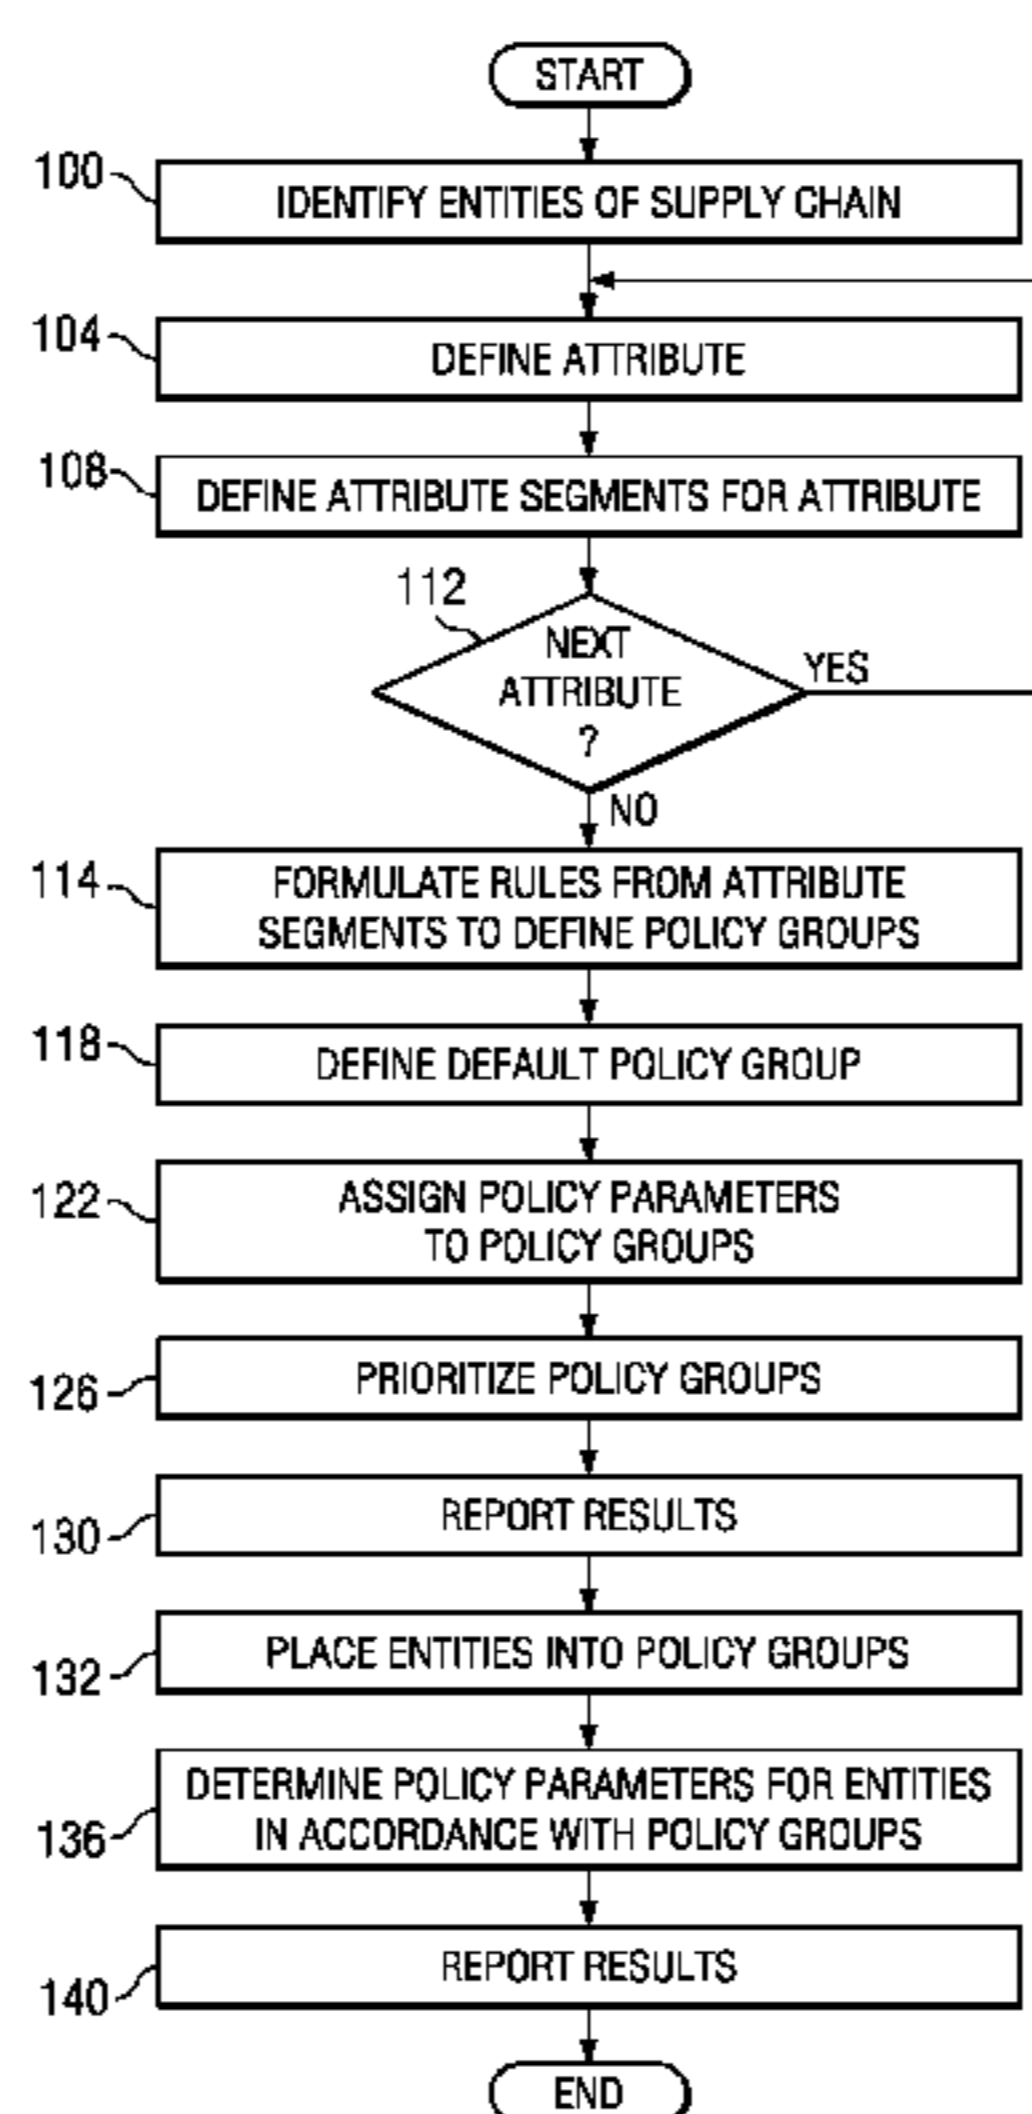 START
100
IDENTIFY ENTITIES OF SUPPLY CHAIN
104
DEFINE ATTRIBUTE
108
DEFINE ATTRIBUTE SEGMENTS FOR ATTRIBUTE
112
NEXT
ATTRIBUTE
?
YES
NO
114
FORMULATE RULES FROM ATTRIBUTE
SEGMENTS TO DEFINE POLICY GROUPS
118
DEFINE DEFAULT POLICY GROUP
122
ASSIGN POLICY PARAMETERS
TO POLICY GROUPS
126
PRIORITIZE POLICY GROUPS
130
REPORT RESULTS
132
PLACE ENTITIES INTO POLICY GROUPS
136
DETERMINE POLICY PARAMETERS FOR ENTITIES
IN ACCORDANCE WITH POLICY GROUPS
140
REPORT RESULTS
END